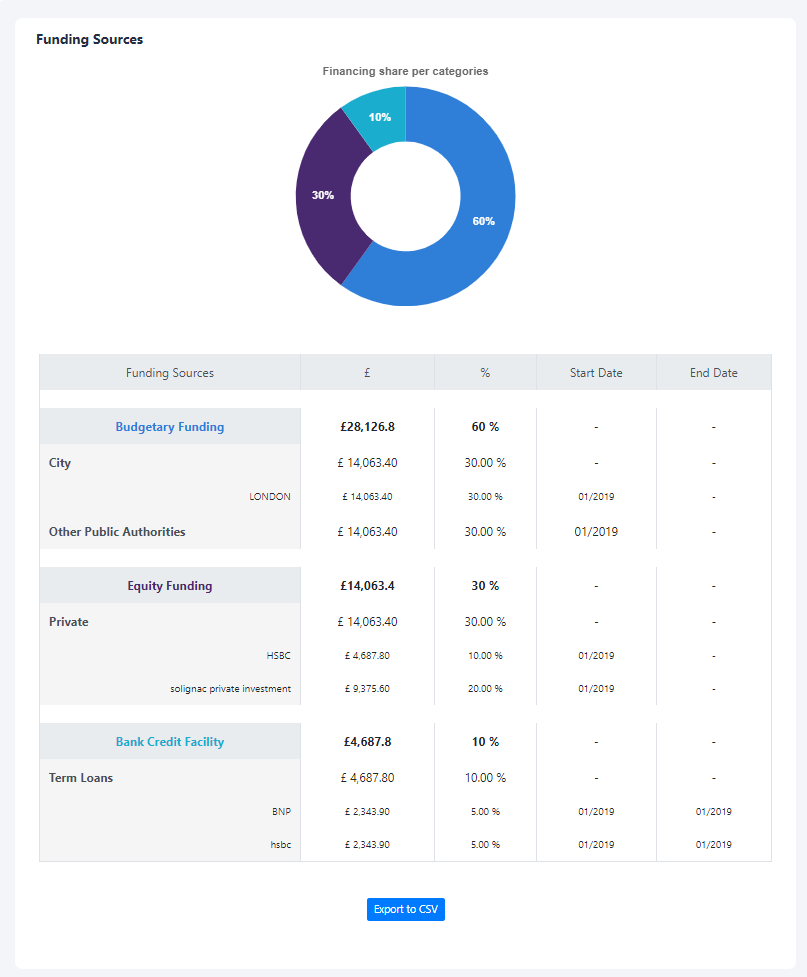 Funding Sources
Financing share per categories
10%
30%
60%
Funding Sources £ % Start Date End Date
Budgetary Funding £28,126.8 60 % - -
City £ 14,063.40 30.00 % - -
LONDON £ 14,063.40 30.00 % 01/2019 -
Other Public Authorities £ 14,063.40 30.00 % 01/2019 -
Equity Funding £14,063.4 30 % - -
Private £ 14,063.40 30.00 % - -
HSBC £ 4,687.80 10.00 % 01/2019 -
solignac private investment £ 9,375.60 20.00 % 01/2019 -
Bank Credit Facility £4,687.8 10 % - -
Term Loans £ 4,687.80 10.00 % - -
BNP £ 2,343.90 5.00 % 01/2019 01/2019
hsbc £ 2,343.90 5.00 % 01/2019 01/2019
Export to CSV